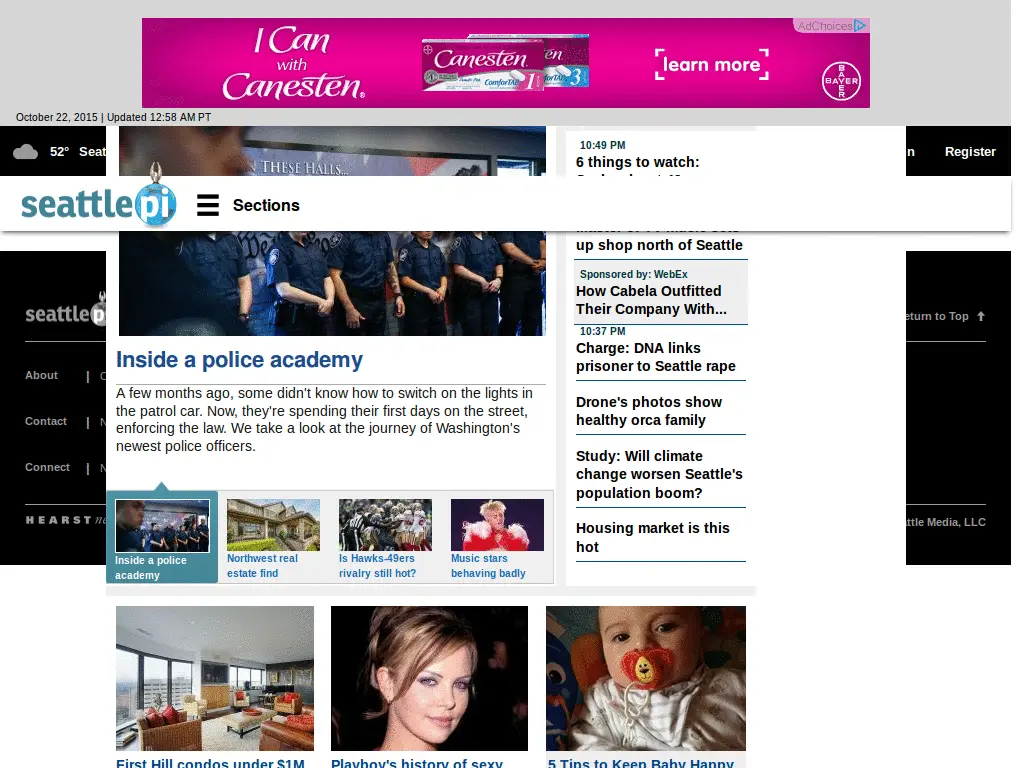 AdChoices
I Can
with
Canesten®
Canesten
ComforTAB 1
ComforTAB 3
learn more
BAYER
BAYER
October 22, 2015 | Updated 12:58 AM PT
52° Seat
n Register
IN THESE HALLS...
10:49 PM
6 things to watch:
seattlepi
Sections
up shop north of Seattle
Sponsored by: WebEx
How Cabela Outfitted
Their Company With...
10:37 PM
Charge: DNA links
prisoner to Seattle rape
Drone's photos show
healthy orca family
Study: Will climate
change worsen Seattle's
population boom?
Housing market is this
hot
seattlep
eturn to Top
About |
Contact | N
Connect | N
HEARST
ttle Media, LLC
Inside a police academy
A few months ago, some didn't know how to switch on the lights in
the patrol car. Now, they're spending their first days on the street,
enforcing the law. We take a look at the journey of Washington's
newest police officers.
Inside a police
academy
Northwest real
estate find
Is Hawks-49ers
rivalry still hot?
Music stars
behaving badly
First Hill condos under $1M
Playboy's history of sexy
5 Tips to Keep Baby Happy